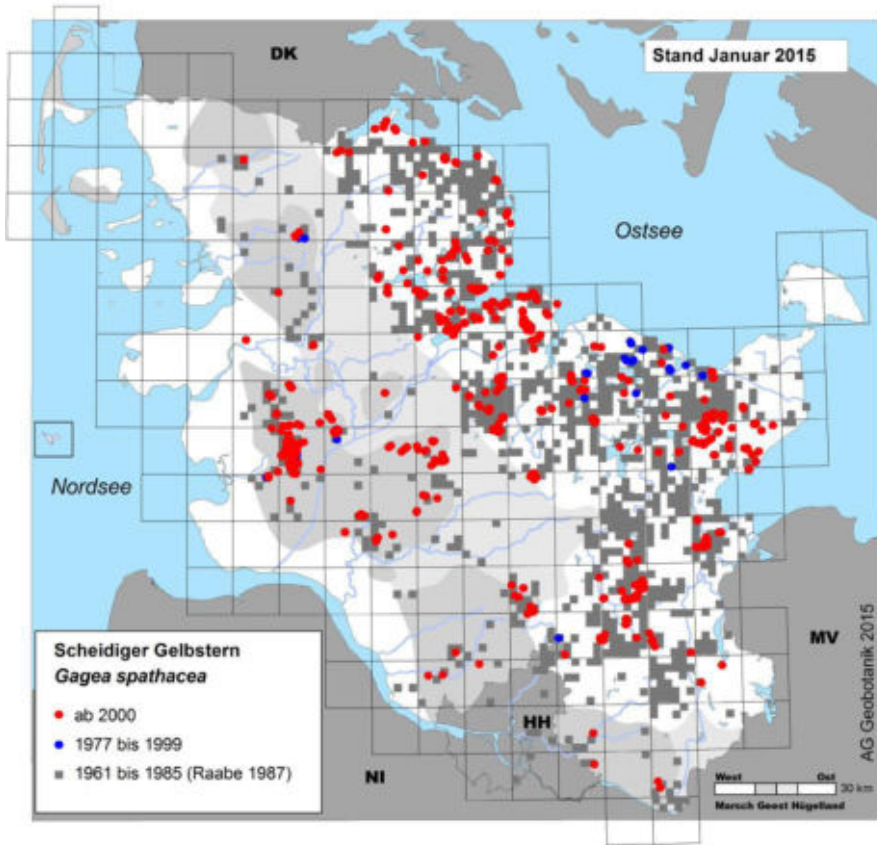 DK
Stand Januar 2015
Ostsee
Nordsee
Scheidiger Gelbstern
Gagea spathacea
ab 2000
1977 bis 1999
1961 bis 1985 (Raabe 1987)
HH
NI
MV
AG Geobotanik 2015
West Ost
30 km
Marsch Geest Hügelland